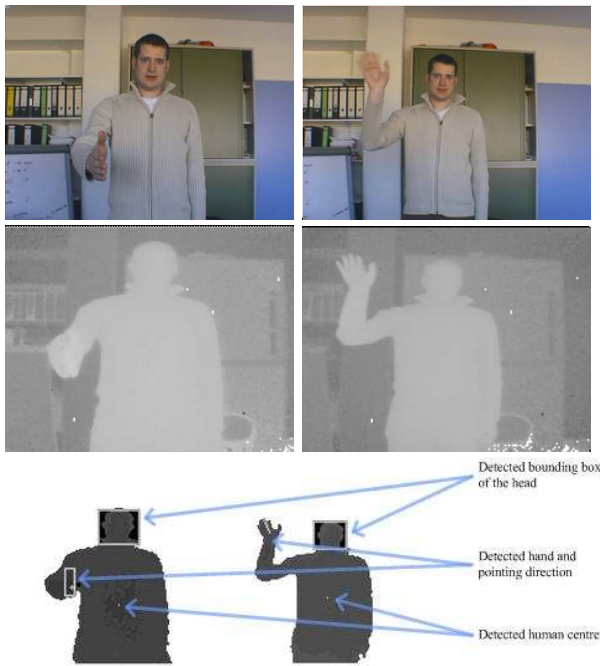 Detected bounding box
of the head
Detected hand and
pointing direction
Detected human centre